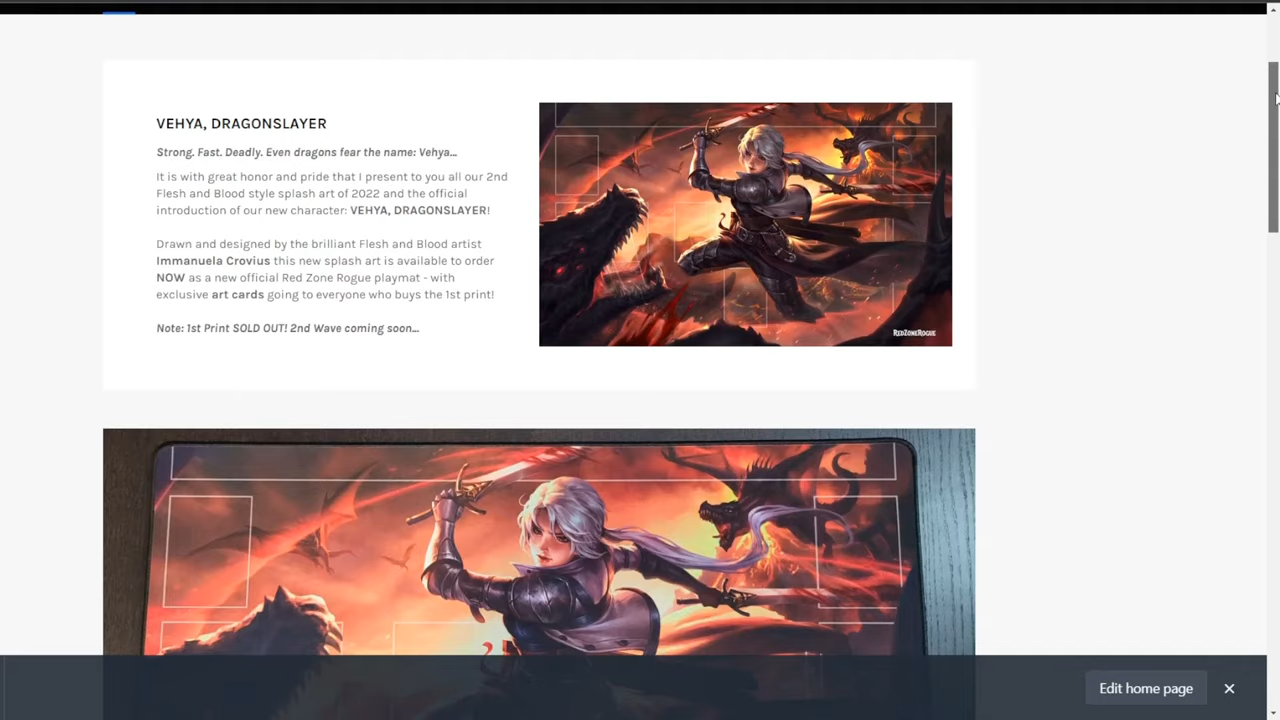 VEHYA, DRAGONSLAYER
Strong. Fast. Deadly. Even dragons fear the name: Vehya...
It is with great honor and pride that I present to you all our 2nd
Flesh and Blood style splash art of 2022 and the official
introduction of our new character: VEHYA, DRAGONSLAYER!
Drawn and designed by the brilliant Flesh and Blood artist
Immanuela Crovius this new splash art is available to order
NOW as a new official Red Zone Rogue playmat - with
exclusive art cards going to everyone who buys the 1st print!
Note: 1st Print SOLD OUT! 2nd Wave coming soon...
REDZONEROGUE
Edit home page